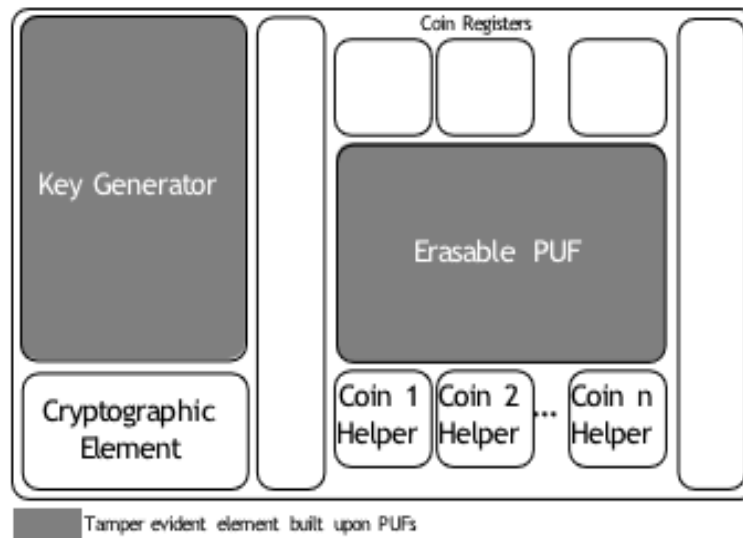 Coin Registers
Key Generator
Erasable PUF
Cryptographic
Element
Coin 1
Helper
Coin 2
Helper
...
Coin n
Helper
Tamper evident element built upon PUFs